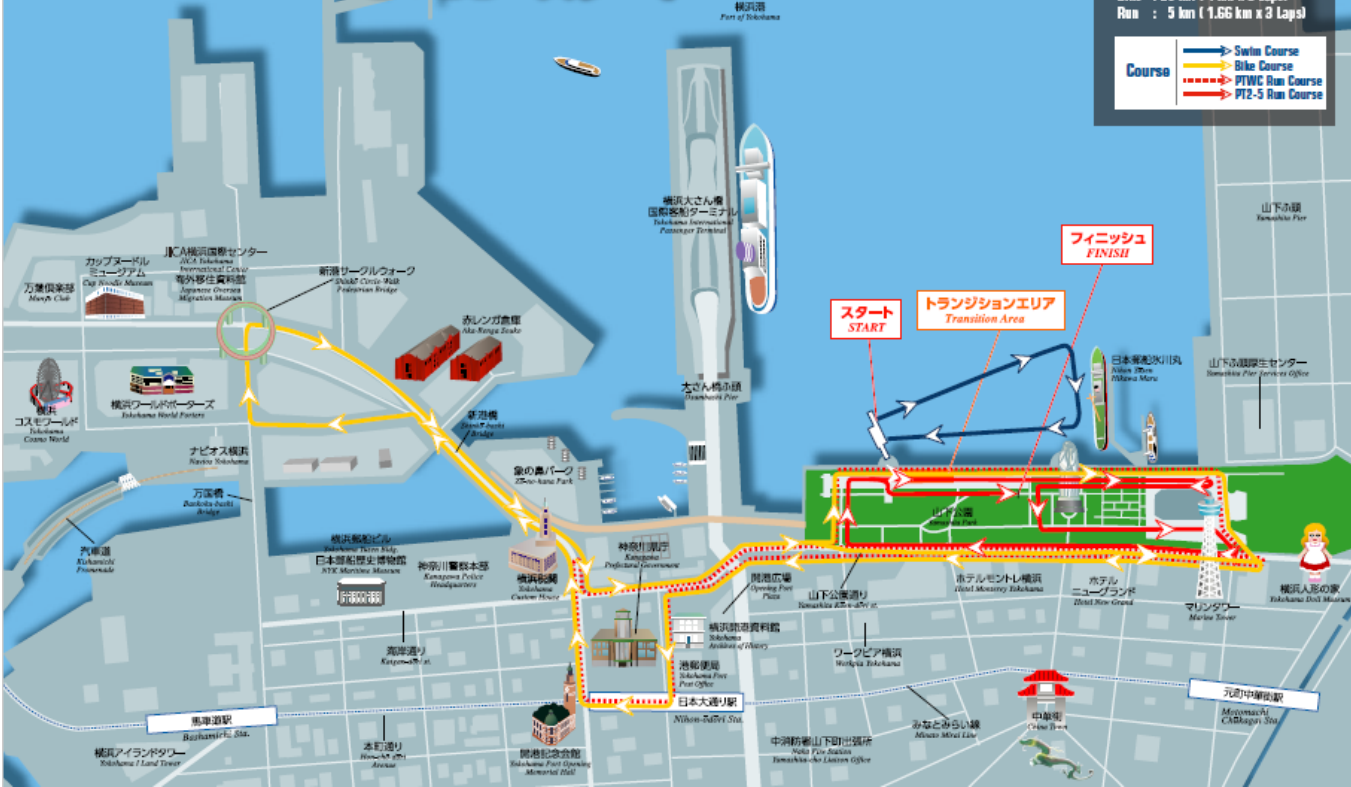 横浜港
Port of Yokohama
Run : 5 km ( 1.66 km x 3 Laps)
Course
Swim Course
Bike Course
PTWC Run Course
PT2-5 Run Course
山下ふ頭
Yamashita Pier
横浜大さん橋
国際客船ターミナル
Yokohama International
Passenger Terminal
フィニッシュ
FINISH
スタート
START
トランジションエリア
Transition Area
JICA横浜国際センター
JICA Yokohama
International Center
海外移住資料館
Japanese Overseas
Migration Museum
カップヌードル
ミュージアム
Cup Noodle Museum
万葉倶楽部
Manyo Club
新港サークルウォーク
Shinko Circle Walk
Pedestrian Bridge
赤レンガ倉庫
Aka-Renga Souko
大さん橋ふ頭
Osanbashi Pier
日本郵船氷川丸
Hikawa Maru
山下ふ頭厚生センター
Yamashita Pier Services Office
横浜
コスモワールド
Yokohama
Cosmo World
横浜ワールドポーターズ
Yokohama World Porters
新港橋
Bridge
ナビオス横浜
Navios Yokohama
象の鼻パーク
Zo-no-hana Park
万国橋
Bankoku-bashi
Bridge
汽車道
Kishamichi
Promenade
横浜郵船ビル
日本郵船歴史博物館
NYK Maritime Museum
神奈川警察本部
Kanagawa Police
Headquarters
横浜税関
Yokohama
Custom House
神奈川県庁
Kanagawa
Prefectural Government
山下公園
Yamashita Park
開港広場
Opening Port
Plaza
山下公園通り
ホテルモントレ横浜
Hotel Monterey Yokohama
ホテル
ニューグランド
Hotel New Grand
マリンタワー
Marine Tower
横浜人形の家
Yokohama Doll Museum
海岸通り
Kaigan-dori st.
横浜開港資料館
Yokohama
Archives of History
ワークピア横浜
Workpia Yokohama
港郵便局
Yokohama Port
Post Office
日本大通り駅
Nihon-ōdōri Sta.
馬車道駅
Bashamichi Sta.
元町中華街駅
Motomachi
Chukagai Sta.
みなとみらい線
Minato Mirai Line
中華街
China Town
横浜アイランドタワー
Yokohama I Land Tower
本町通り
Avenue
開港記念会館
Yokohama Port Opening
Memorial Hall
中消防署山下町出張所
Naka Fire Station
Yamashita-cho Liaison Office